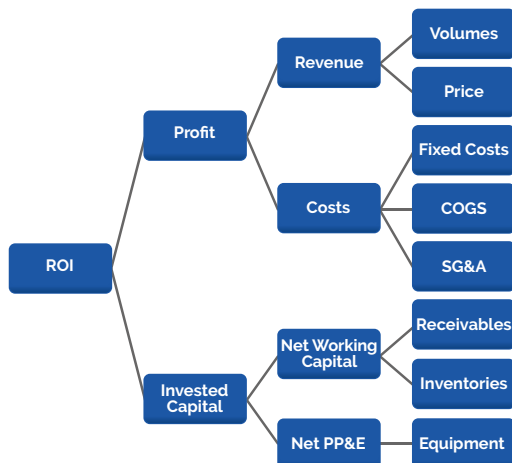 Volumes
Revenue
Price
Profit
Fixed Costs
Costs
COGS
ROI
SG&A
Receivables
Net Working
Capital
Inventories
Invested
Capital
Net PP&E
Equipment